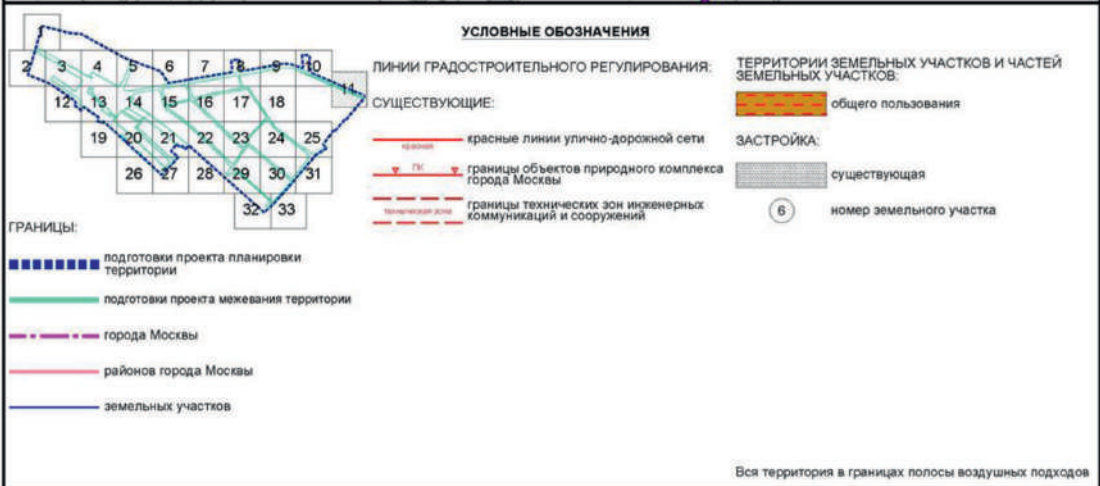 УСЛОВНЫЕ ОБОЗНАЧЕНИЯ
1
2 3 4 5 6 7 8 9 10
11
12 13 14 15 16 17 18
19 20 21 22 23 24 25
26 27 28 29 30 31
32 33
ГРАНИЦЫ:
подготовки проекта планировки
территории
подготовки проекта межевания территории
города Москвы
районов города Москвы
земельных участков
ЛИНИИ ГРАДОСТРОИТЕЛЬНОГО РЕГУЛИРОВАНИЯ:
СУЩЕСТВУЮЩИЕ:
красная
красные линии улично-дорожной сети
ПК
границы объектов природного комплекса
города Москвы
техническая зона
границы технических зон инженерных
коммуникаций и сооружений
ТЕРРИТОРИИ ЗЕМЕЛЬНЫХ УЧАСТКОВ И ЧАСТЕЙ
ЗЕМЕЛЬНЫХ УЧАСТКОВ:
общего пользования
ЗАСТРОЙКА:
существующая
6
номер земельного участка
Вся территория в границах полосы воздушных подходов